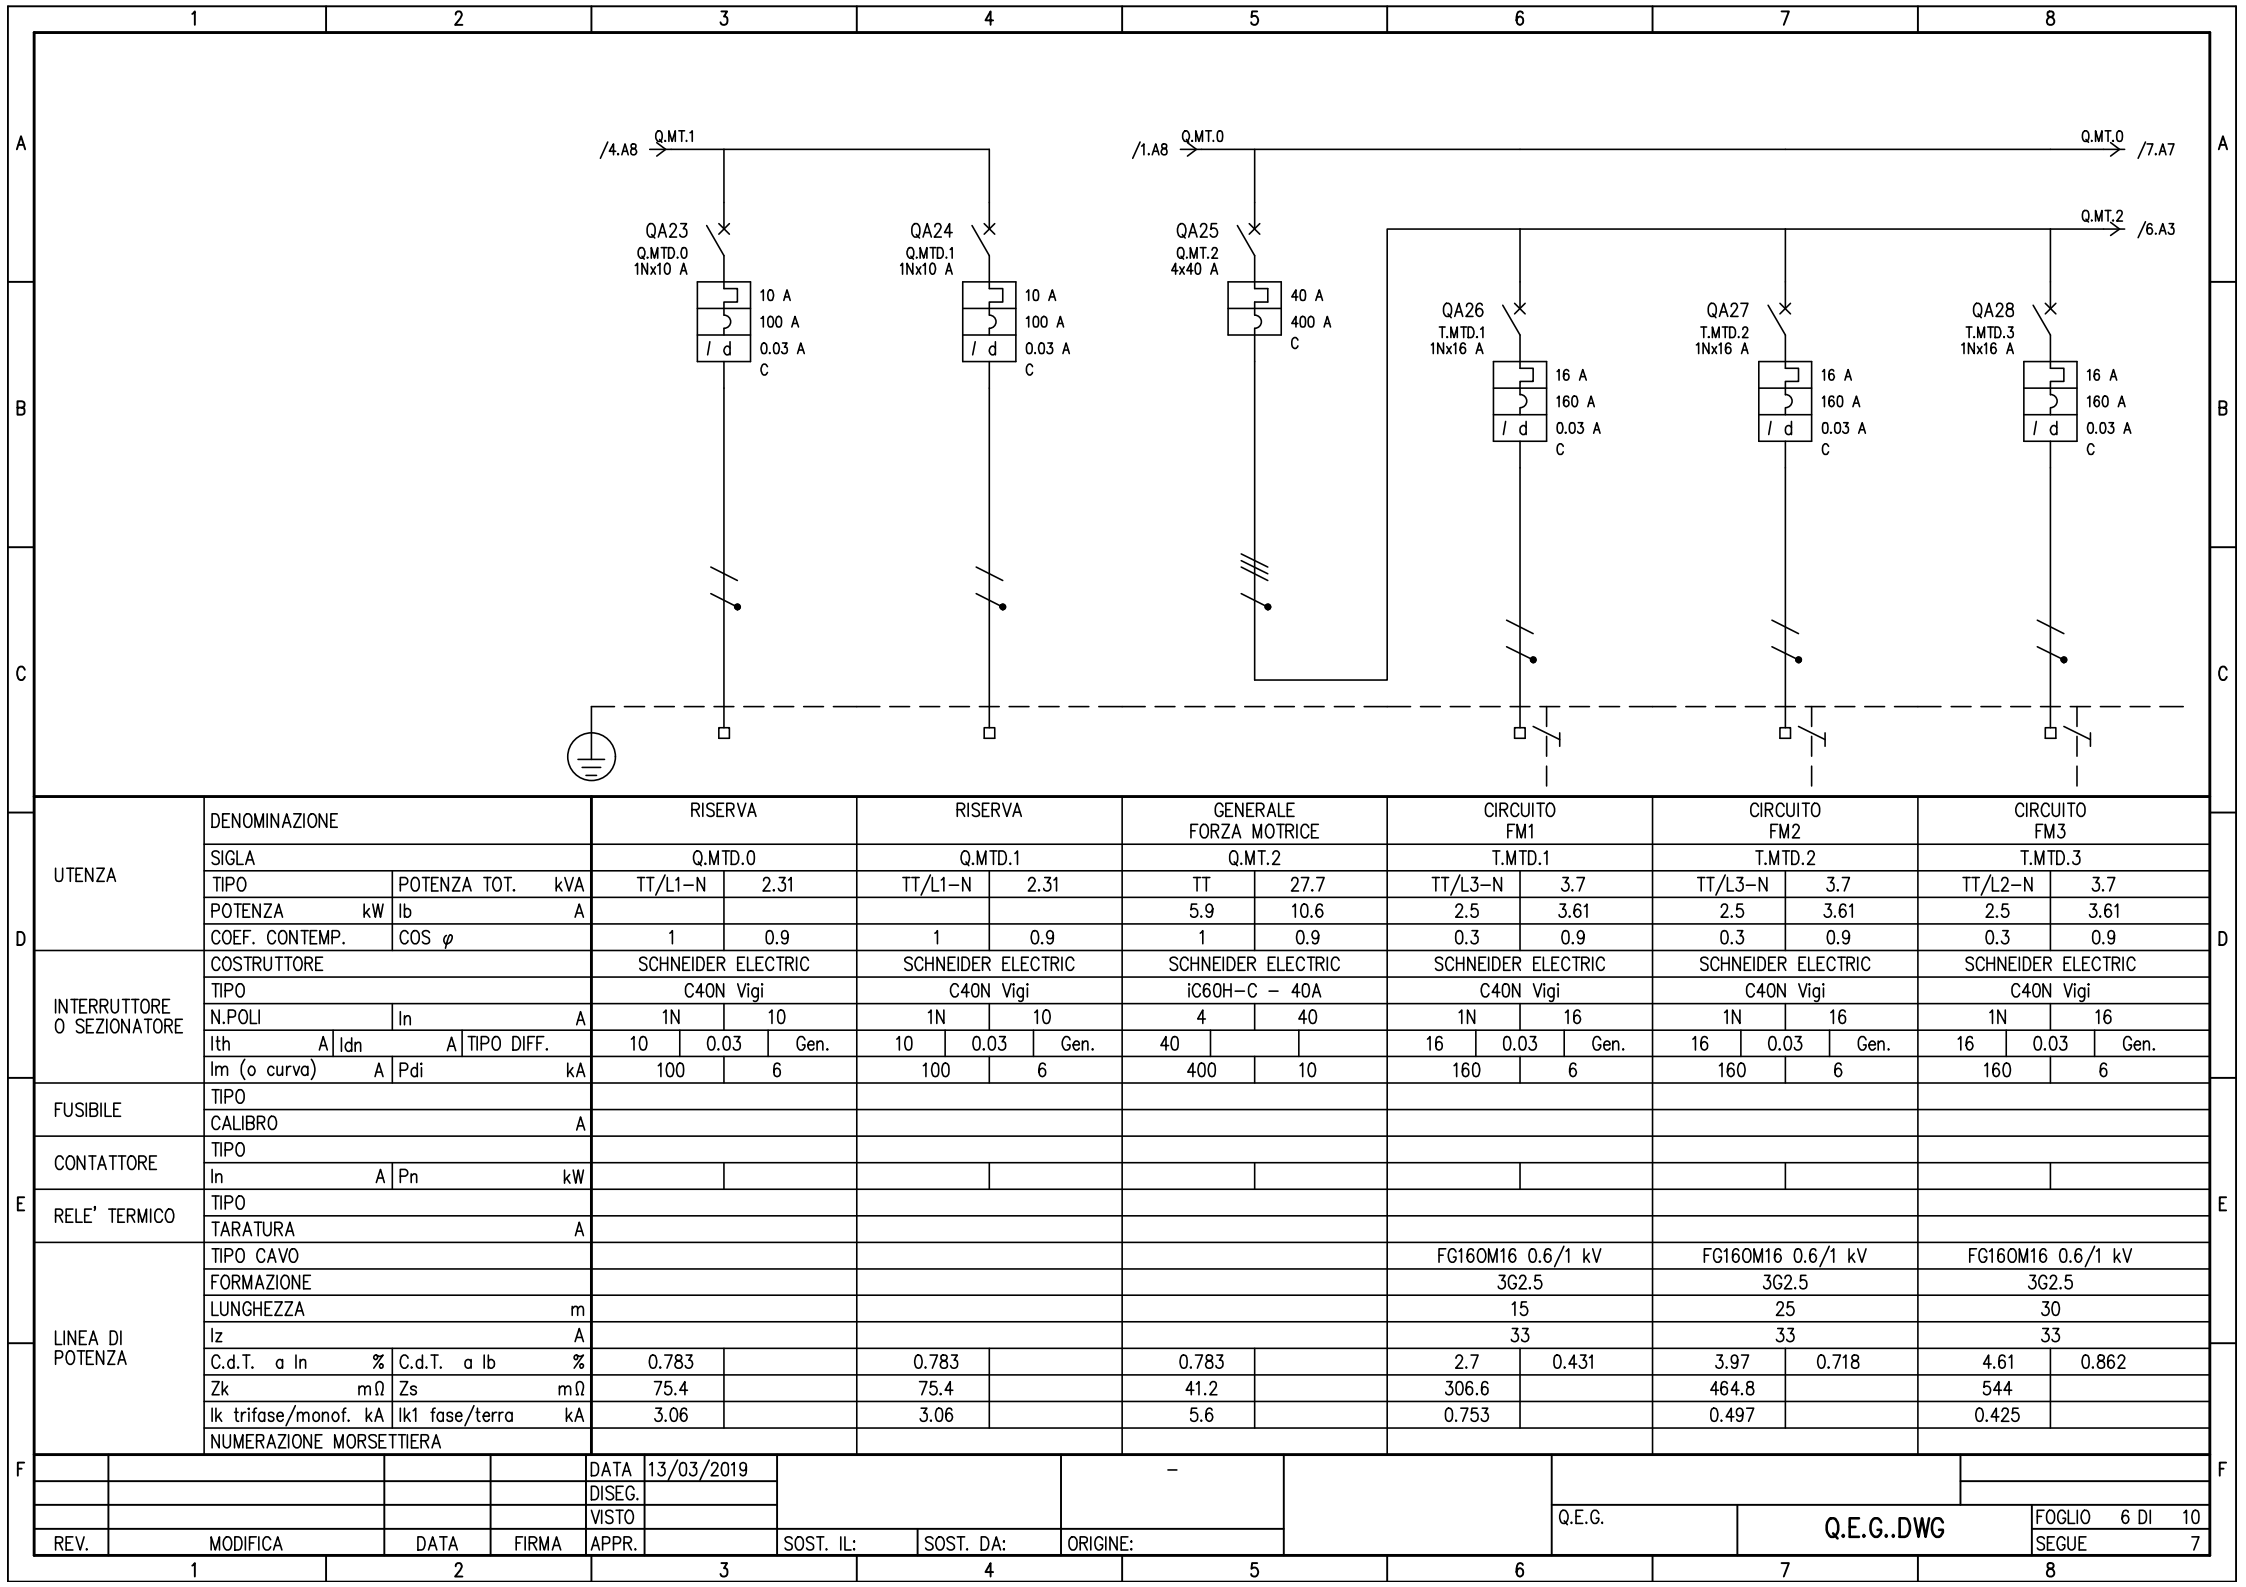 1 2 3 4 5 6 7 8
A A
Q.MT.1 Q.MT.0 Q.MT.0
/4.A8 /1.A8 /7.A7
Q.MT.2
/6.A3
QA23 QA24 QA25
Q.MTD.0 Q.MTD.1 Q.MT.2
1Nx10 A 1Nx10 A 4x40 A
10 A 10 A 40 A
QA26 QA27 QA28
100 A 100 A 400 A
T.MTD.1 T.MTD.2 T.MTD.3
I d 0.03 A I d 0.03 A C
1Nx16 A 1Nx16 A 1Nx16 A
C C
16 A 16 A 16 A
B 160 A 160 A 160 A B
I d 0.03 A I d 0.03 A I d 0.03 A
C C C
C C
UTENZA
DENOMINAZIONE RISERVA RISERVA GENERALE FORZA MOTRICE CIRCUITO FM1 CIRCUITO FM2 CIRCUITO FM3
SIGLA Q.MTD.0 Q.MTD.1 Q.MT.2 T.MTD.1 T.MTD.2 T.MTD.3
TIPO POTENZA TOT. kVA TT/L1-N 2.31 TT/L1-N 2.31 TT 27.7 TT/L3-N 3.7 TT/L3-N 3.7 TT/L2-N 3.7
POTENZA kW Ib A 5.9 10.6 2.5 3.61 2.5 3.61 2.5 3.61
D COEF. CONTEMP. COS φ 1 0.9 1 0.9 1 0.9 0.3 0.9 0.3 0.9 0.3 0.9 D
INTERRUTTORE
O SEZIONATORE
COSTRUTTORE SCHNEIDER ELECTRIC SCHNEIDER ELECTRIC SCHNEIDER ELECTRIC SCHNEIDER ELECTRIC SCHNEIDER ELECTRIC SCHNEIDER ELECTRIC
TIPO C40N Vigi C40N Vigi iC60H-C - 40A C40N Vigi C40N Vigi C40N Vigi
N.POLI In A 1N 10 1N 10 4 40 1N 16 1N 16 1N 16
Ith A Idn A TIPO DIFF. 10 0.03 Gen. 10 0.03 Gen. 40 16 0.03 Gen. 16 0.03 Gen. 16 0.03 Gen.
Im (o curva) A Pdi kA 100 6 100 6 400 10 160 6 160 6 160 6
FUSIBILE
TIPO
CALIBRO A
CONTATTORE
TIPO
In A Pn kW
E RELE' TERMICO E
TIPO
TARATURA A
LINEA DI
POTENZA
TIPO CAVO FG16OM16 0.6/1 kV FG16OM16 0.6/1 kV FG16OM16 0.6/1 kV
FORMAZIONE 3G2.5 3G2.5 3G2.5
LUNGHEZZA m 15 25 30
Iz A 33 33 33
C.d.T. a In % C.d.T. a Ib % 0.783 0.783 0.783 2.7 0.431 3.97 0.718 4.61 0.862
Zk mΩ Zs mΩ 75.4 75.4 41.2 306.6 464.8 544
Ik trifase/monof. kA Ik1 fase/terra kA 3.06 3.06 5.6 0.753 0.497 0.425
NUMERAZIONE MORSETTIERA
F DATA 13/03/2019 - F
DISEG.
VISTO Q.E.G. Q.E.G..DWG FOGLIO 6 DI 10
REV. MODIFICA DATA FIRMA APPR. SOST. IL: SOST. DA: ORIGINE: SEGUE 7
1 2 3 4 5 6 7 8